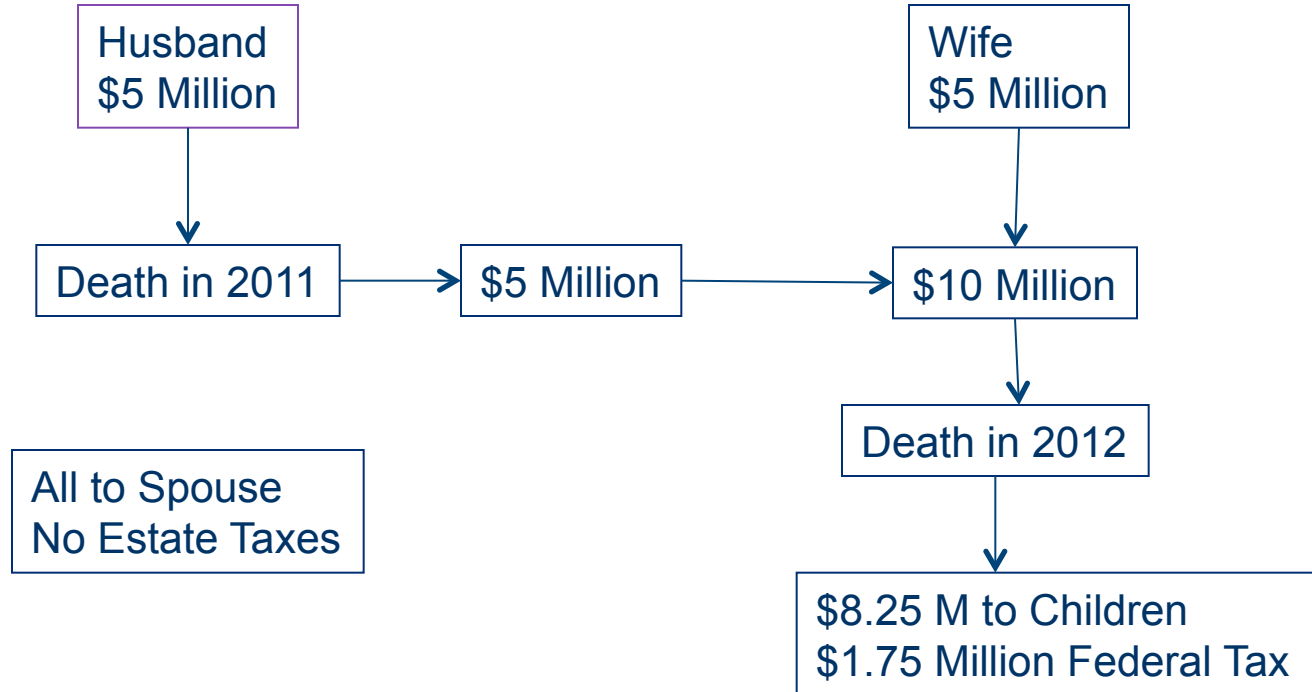 Husband
$5 Million
Wife
$5 Million
Death in 2011
$5 Million
$10 Million
Death in 2012
All to Spouse
No Estate Taxes
$8.25 M to Children
$1.75 Million Federal Tax